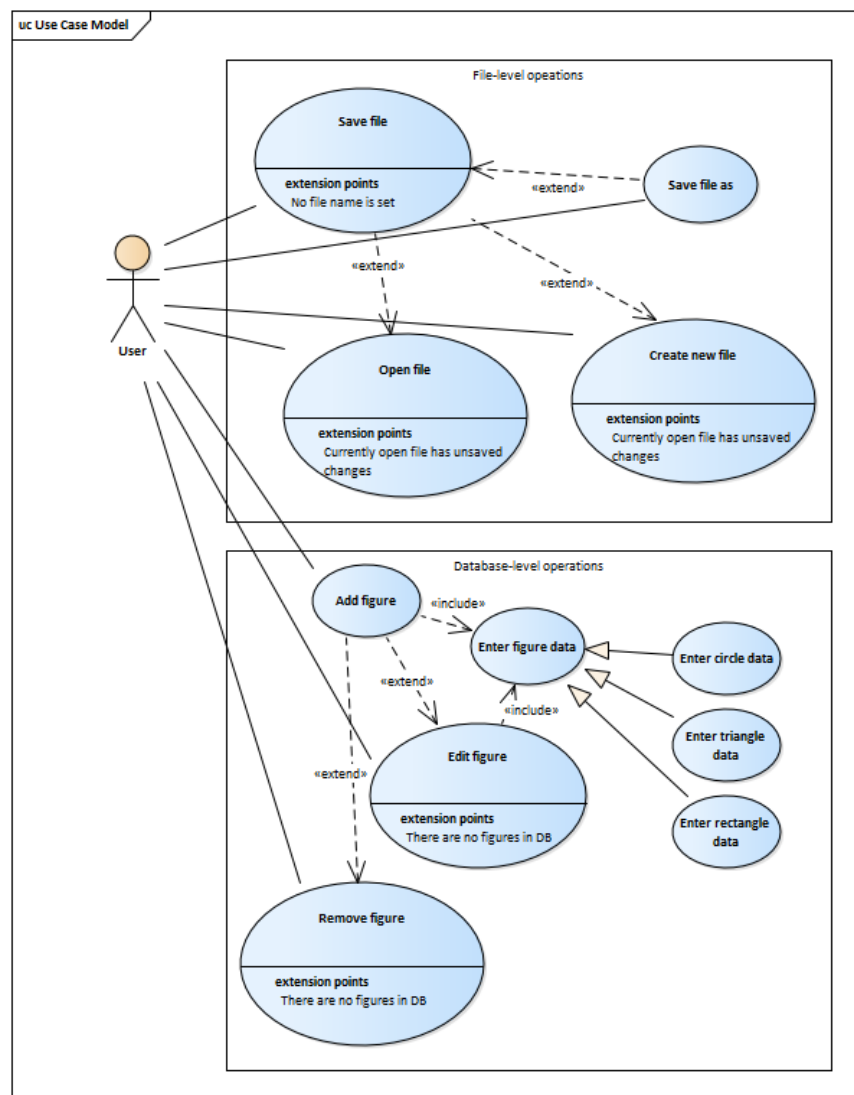 uc Use Case Model
File-level opeations
Save file
extension points
No file name is set
«extend»
Save file as
«extend»
«extend»
User
Open file
extension points
Currently open file has unsaved
changes
Create new file
extension points
Currently open file has unsaved
changes
Database-level operations
Add figure
«include»
Enter figure data
Enter circle data
«extend»
«include»
Enter triangle
data
Edit figure
extension points
There are no figures in DB
«extend»
Enter rectangle
data
Remove figure
extension points
There are no figures in DB